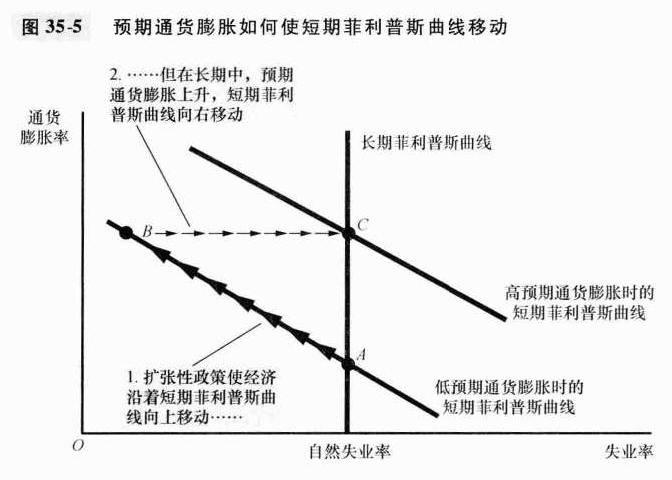 图 35-5 预期通货膨胀如何使短期菲利普斯曲线移动
2. ……但在长期中，预期
通货膨胀上升，短期菲利
普斯曲线向右移动
通货
膨胀率
长期菲利普斯曲线
B
C
高预期通货膨胀时的
短期菲利普斯曲线
A
1. 扩张性政策使经济
沿着短期菲利普斯曲
线向上移动……
低预期通货膨胀时的
短期菲利普斯曲线
O
自然失业率
失业率